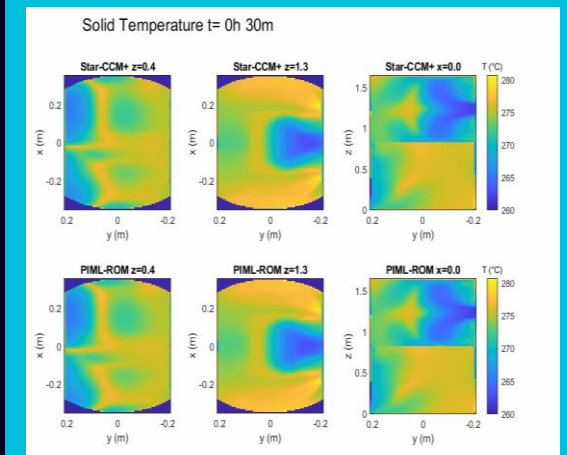 Solid Temperature t= 0h 30m
Star-CCM+ z=0.4
Star-CCM+ z=1.3
Star-CCM+ x=0.0
T (°C)
x (m)
0.2
0
-0.2
0.2 0 -0.2
y (m)
x (m)
0.2
0
-0.2
0.2 0 -0.2
y (m)
z (m)
1.5
1
0.5
0
0.2 0 -0.2
y (m)
280
275
270
265
260
PIML-ROM z=0.4
PIML-ROM z=1.3
PIML-ROM x=0.0
T (°C)
x (m)
0.2
0
-0.2
0.2 0 -0.2
y (m)
x (m)
0.2
0
-0.2
0.2 0 -0.2
y (m)
z (m)
1.5
1
0.5
0
0.2 0 -0.2
y (m)
280
275
270
265
260